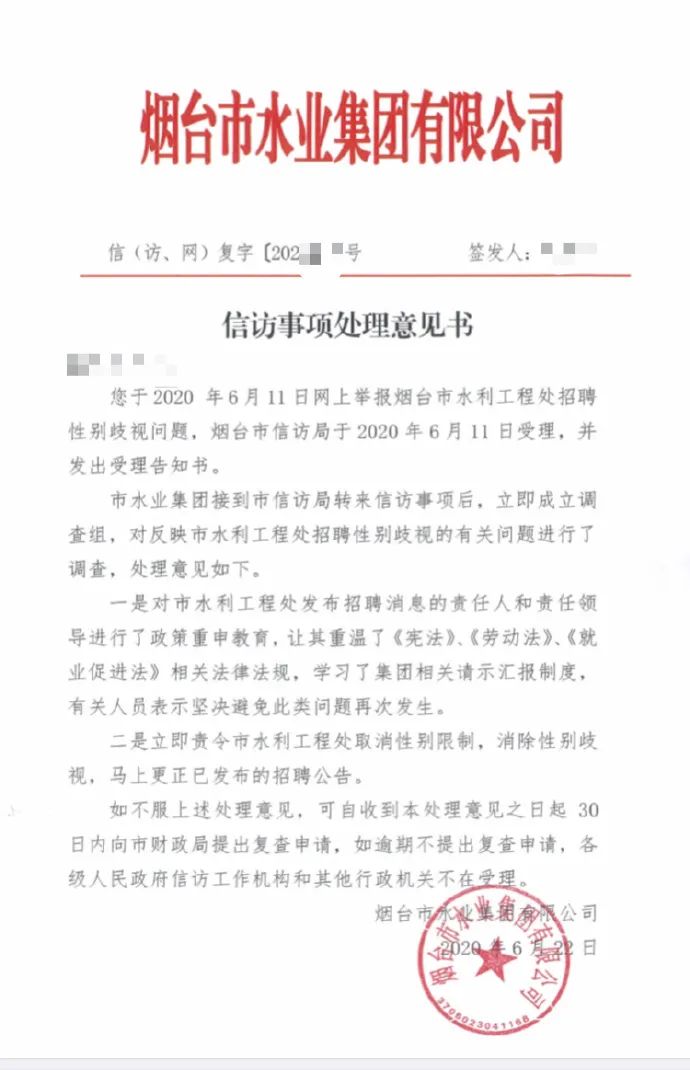 烟台市水业集团有限公司
信（访、网）复字〔202 号 签发人：
信访事项处理意见书
您于2020 年6月11日网上举报烟台市水利工程处招聘
性别歧视问题，烟台市信访局于2020年6月11日受理，并
发出受理告知书。
市水业集团接到市信访局转来信访事项后，立即成立调
查组，对反映市水利工程处招聘性别歧视的有关问题进行了
调查，处理意见如下。
一是对市水利工程处发布招聘消息的责任人和责任领
导进行了政策重申教育，让其重温了《宪法》、《劳动法》、《就
业促进法》相关法律法规，学习了集团相关请示汇报制度，
有关人员表示坚决避免此类问题再次发生。
二是立即责令市水利工程处取消性别限制，消除性别歧
视，马上更正已发布的招聘公告。
如不服上述处理意见，可自收到本处理意见之日起 30
日内向市财政局提出复查申请，如逾期不提出复查申请，各
级人民政府信访工作机构和其他行政机关不在受理。
烟台市水业集团有限公司
2020 年 6 月 22 日
烟台市水业集团有限公司
3706023041168